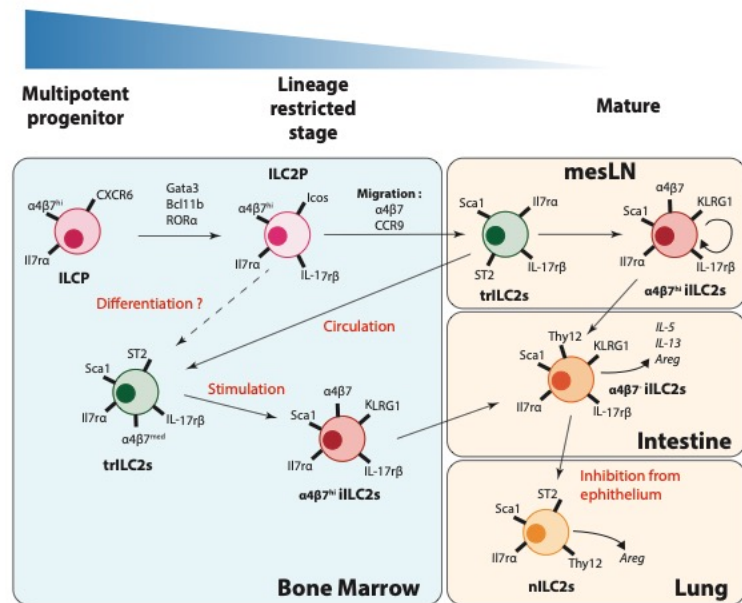 Multipotent
progenitor
Lineage
restricted
stage
Mature
ILC2P
mesLN
CXCR6
α4β7ʰⁱ
Il7rα
ILCP
Gata3
Bcl11b
RORα
Icos
α4β7ʰⁱ
Il7rα
IL-17rβ
Migration :
α4β7
CCR9
Sca1
Il7rα
ST2
IL-17rβ
trILC2s
α4β7
Sca1
KLRG1
Il7rα
IL-17rβ
α4β7ʰⁱ iILC2s
Differentiation ?
Circulation
ST2
Sca1
Il7rα
IL-17rβ
α4β7ᵐᵉᵈ
trILC2s
Stimulation
α4β7
Sca1
KLRG1
Il7rα
IL-17rβ
α4β7ʰⁱ iILC2s
Thy12
Sca1
KLRG1
Il7rα
IL-17rβ
IL-5
IL-13
Areg
α4β7⁻ iILC2s
Intestine
Inhibition from
ephithelium
ST2
Sca1
Il7rα
Thy12
Areg
nILC2s
Bone Marrow
Lung